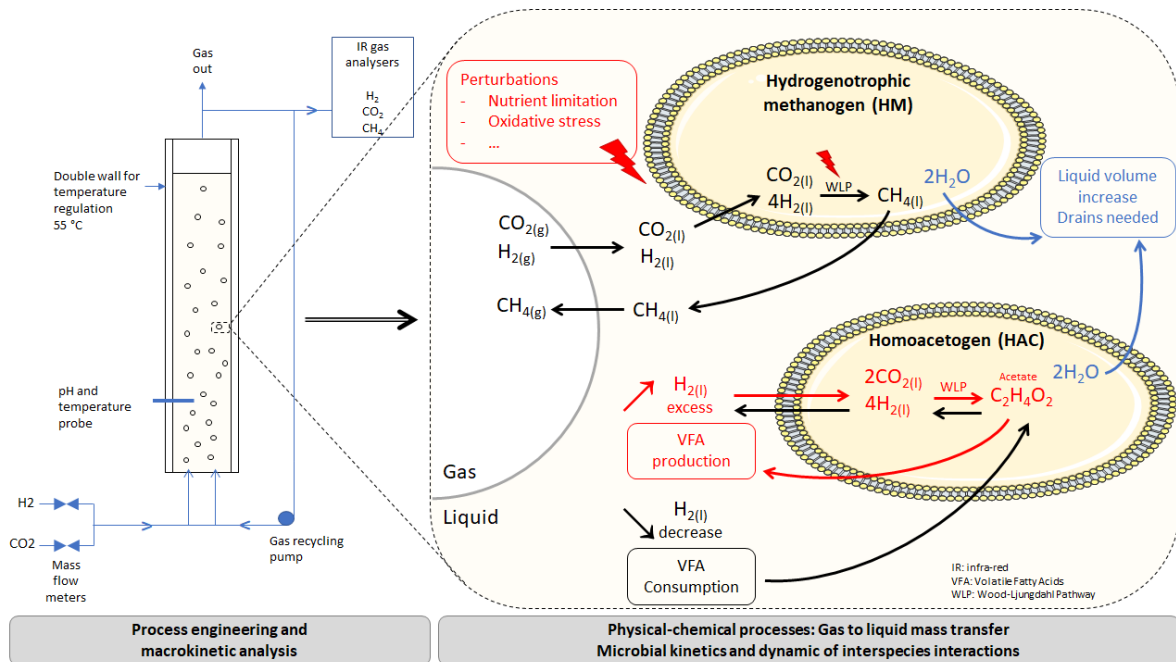 Gas
out
IR gas
analysers
H2
CO2
CH4
Double wall for
temperature
regulation
55 °C
pH and
temperature
probe
H2
CO2
Mass
flow
meters
Gas recycling
pump
Process engineering and
macrokinetic analysis
Perturbations
- Nutrient limitation
- Oxidative stress
- ...
Hydrogenotrophic
methanogen (HM)
CO2(l)
4H2(l)
WLP
CH4(l)
2H2O
Liquid volume
increase
Drains needed
CO2(g)
H2(g)
CO2(l)
H2(l)
CH4(g)
CH4(l)
Homoacetogen (HAC)
2CO2(l)
4H2(l)
WLP
Acetate
C2H4O2
2H2O
H2(l)
excess
VFA
production
Gas
Liquid
H2(l)
decrease
VFA
Consumption
IR: infra-red
VFA: Volatile Fatty Acids
WLP: Wood-Ljungdahl Pathway
Physical-chemical processes: Gas to liquid mass transfer
Microbial kinetics and dynamic of interspecies interactions